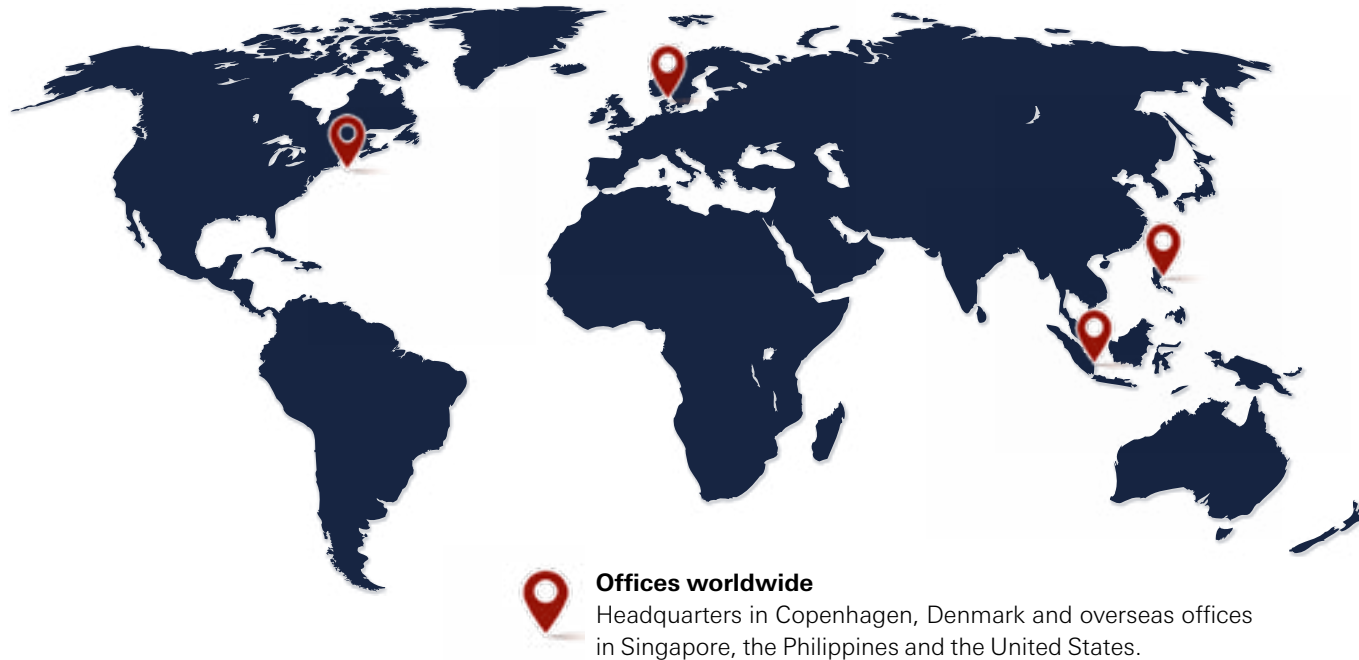 Offices worldwide
Headquarters in Copenhagen, Denmark and overseas offices
in Singapore, the Philippines and the United States.